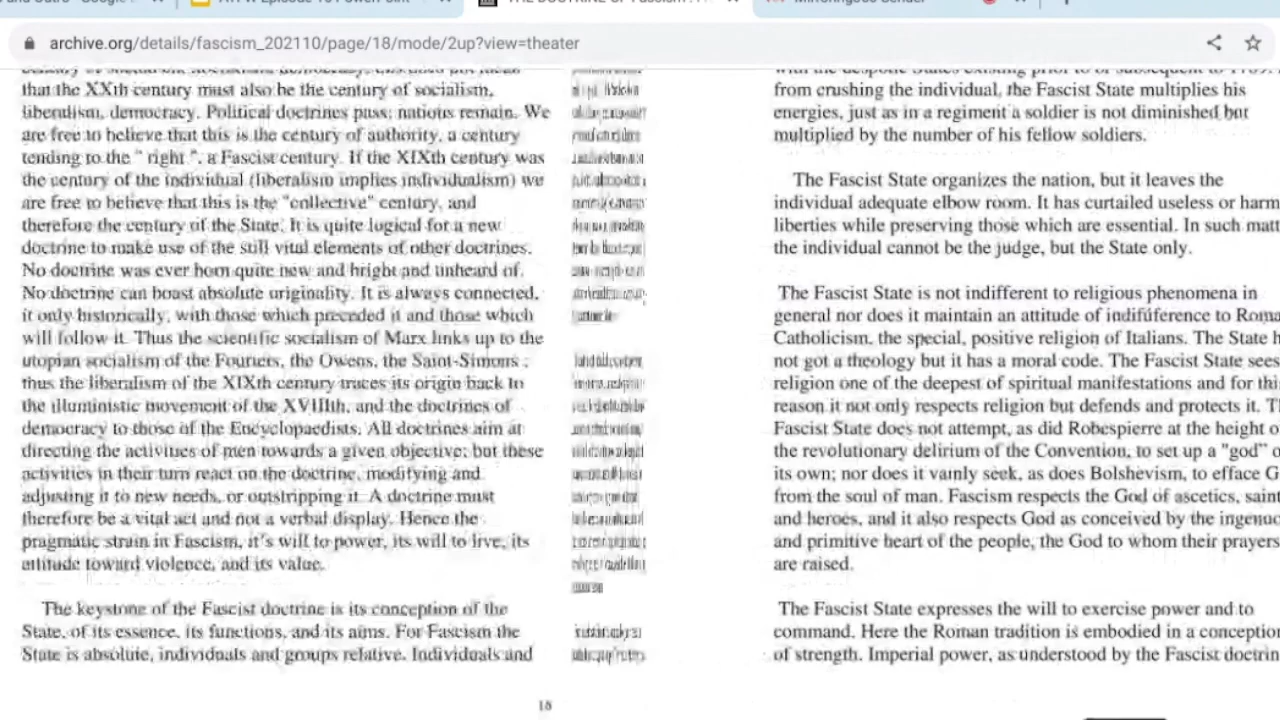 THE DOCTRINE OF Fascism
archive.org/details/fascism_202110/page/18/mode/2up?view=theater
that the XXth century must also be the century of socialism,
liberalism, democracy. Political doctrines pass; nations remain. We
are free to believe that this is the century of authority, a century
tending to the " right ", a Fascist century. If the XIXth century was
the century of the individual (liberalism implies individualism) we
are free to believe that this is the "collective" century, and
therefore the century of the State. It is quite logical for a new
doctrine to make use of the still vital elements of other doctrines.
No doctrine was ever born quite new and bright and unheard of.
No doctrine can boast absolute originality. It is always connected,
it only historically, with those which preceded it and those which
will follow it. Thus the scientific socialism of Marx links up to the
utopian socialism of the Fouriers, the Owens, the Saint-Simons ;
thus the liberalism of the XIXth century traces its origin back to
the illuministic movement of the XVIIIth, and the doctrines of
democracy to those of the Encyclopaedists. All doctrines aim at
directing the activities of men towards a given objective; but these
activities in their turn react on the doctrine, modifying and
adjusting it to new needs, or outstripping it. A doctrine must
therefore be a vital act and not a verbal display. Hence the
pragmatic strain in Fascism, it's will to power, its will to live, its
attitude toward violence, and its value.
The keystone of the Fascist doctrine is its conception of the
State, of its essence, its functions, and its aims. For Fascism the
State is absolute, individuals and groups relative. Individuals and
18
from crushing the individual, the Fascist State multiplies his
energies, just as in a regiment a soldier is not diminished but
multiplied by the number of his fellow soldiers.
The Fascist State organizes the nation, but it leaves the
individual adequate elbow room. It has curtailed useless or harm
liberties while preserving those which are essential. In such matt
the individual cannot be the judge, but the State only.
The Fascist State is not indifferent to religious phenomena in
general nor does it maintain an attitude of indifúference to Roma
Catholicism, the special, positive religion of Italians. The State h
not got a theology but it has a moral code. The Fascist State sees
religion one of the deepest of spiritual manifestations and for thi
reason it not only respects religion but defends and protects it. T
Fascist State does not attempt, as did Robespierre at the height o
the revolutionary delirium of the Convention, to set up a "god" o
its own; nor does it vainly seek, as does Bolshevism, to efface G
from the soul of man. Fascism respects the God of ascetics, saint
and heroes, and it also respects God as conceived by the ingenuo
and primitive heart of the people, the God to whom their prayers
are raised.
The Fascist State expresses the will to exercise power and to
command. Here the Roman tradition is embodied in a conception
of strength. Imperial power, as understood by the Fascist doctrin